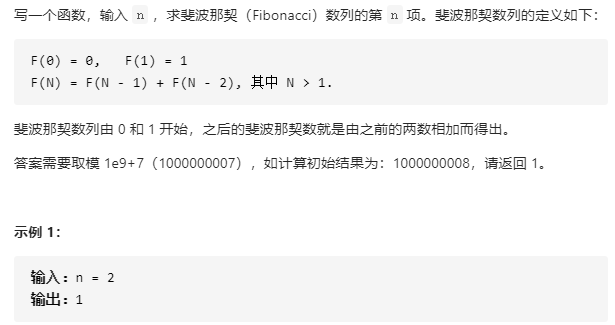 写一个函数，输入 n ，求斐波那契（Fibonacci）数列的第 n 项。斐波那契数列的定义如下：
F(0) = 0,   F(1) = 1
F(N) = F(N - 1) + F(N - 2), 其中 N > 1.
斐波那契数列由 0 和 1 开始，之后的斐波那契数就是由之前的两数相加而得出。
答案需要取模 1e9+7（1000000007），如计算初始结果为：1000000008，请返回 1。
示例 1：
输入：n = 2
输出：1